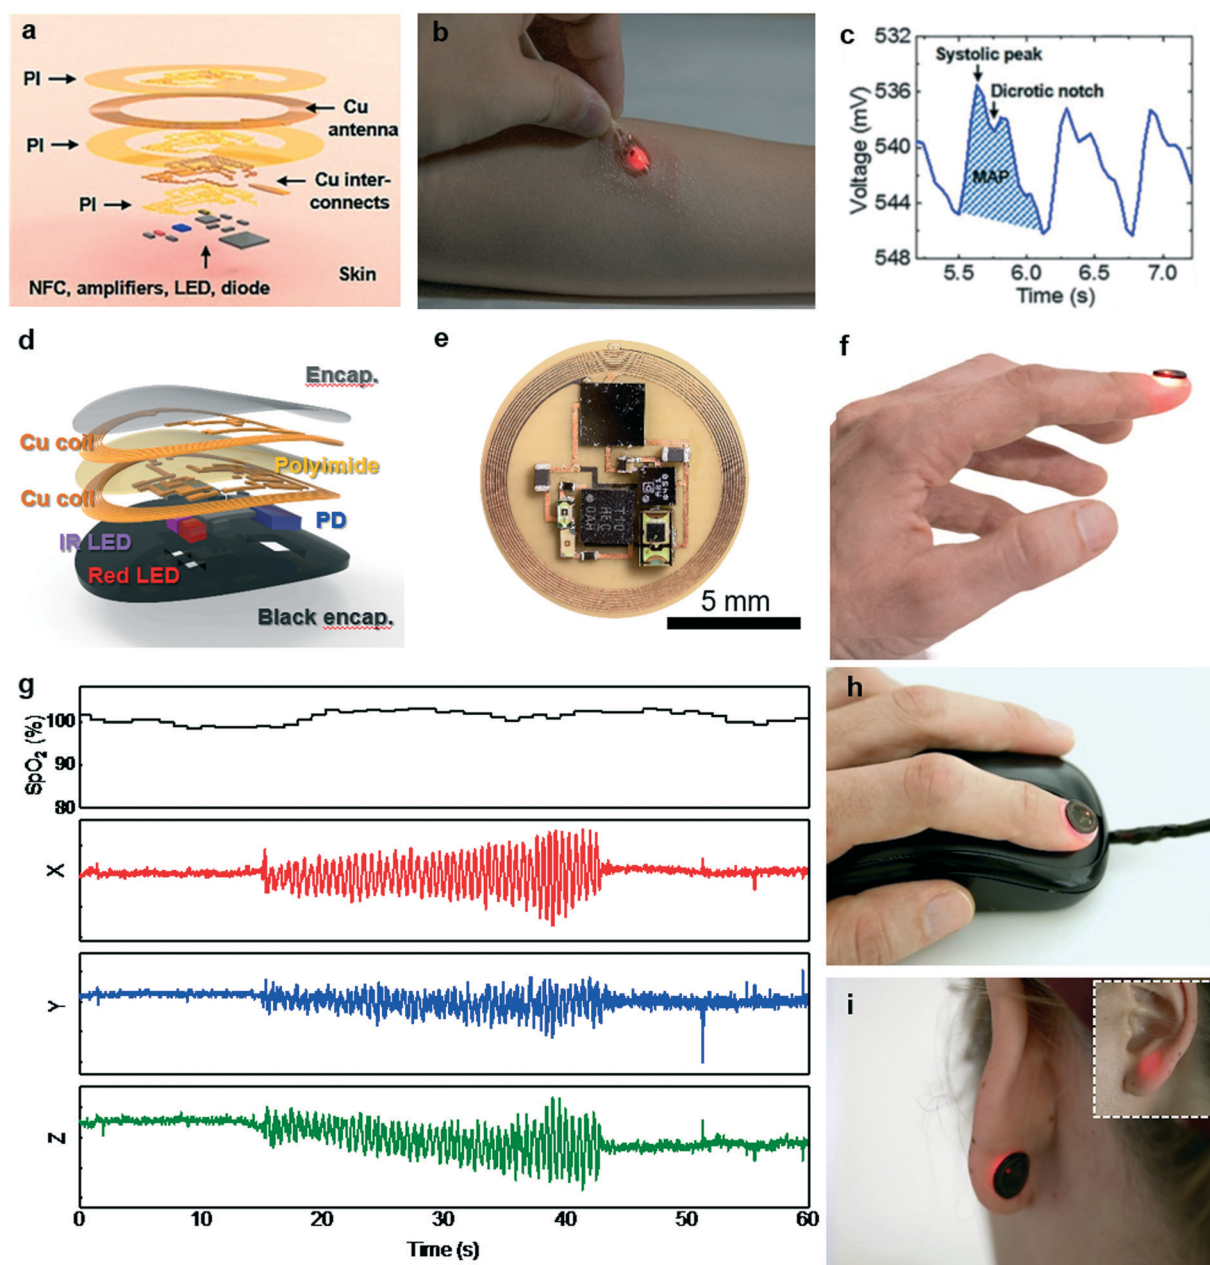 a
PI
Cu
antenna
PI
Cu inter-
connects
PI
NFC, amplifiers, LED, diode
Skin
b
c
532
536
540
544
548
Voltage (mV)
Systolic peak
Dicrotic notch
MAP
5.5
6.0
6.5
7.0
Time (s)
d
Encap.
Cu coil
Polyimide
Cu coil
PD
IR LED
Red LED
Black encap.
e
5 mm
f
g
SpO2 (%)
100
90
80
X
Y
Z
0
10
20
30
40
50
60
Time (s)
h
i